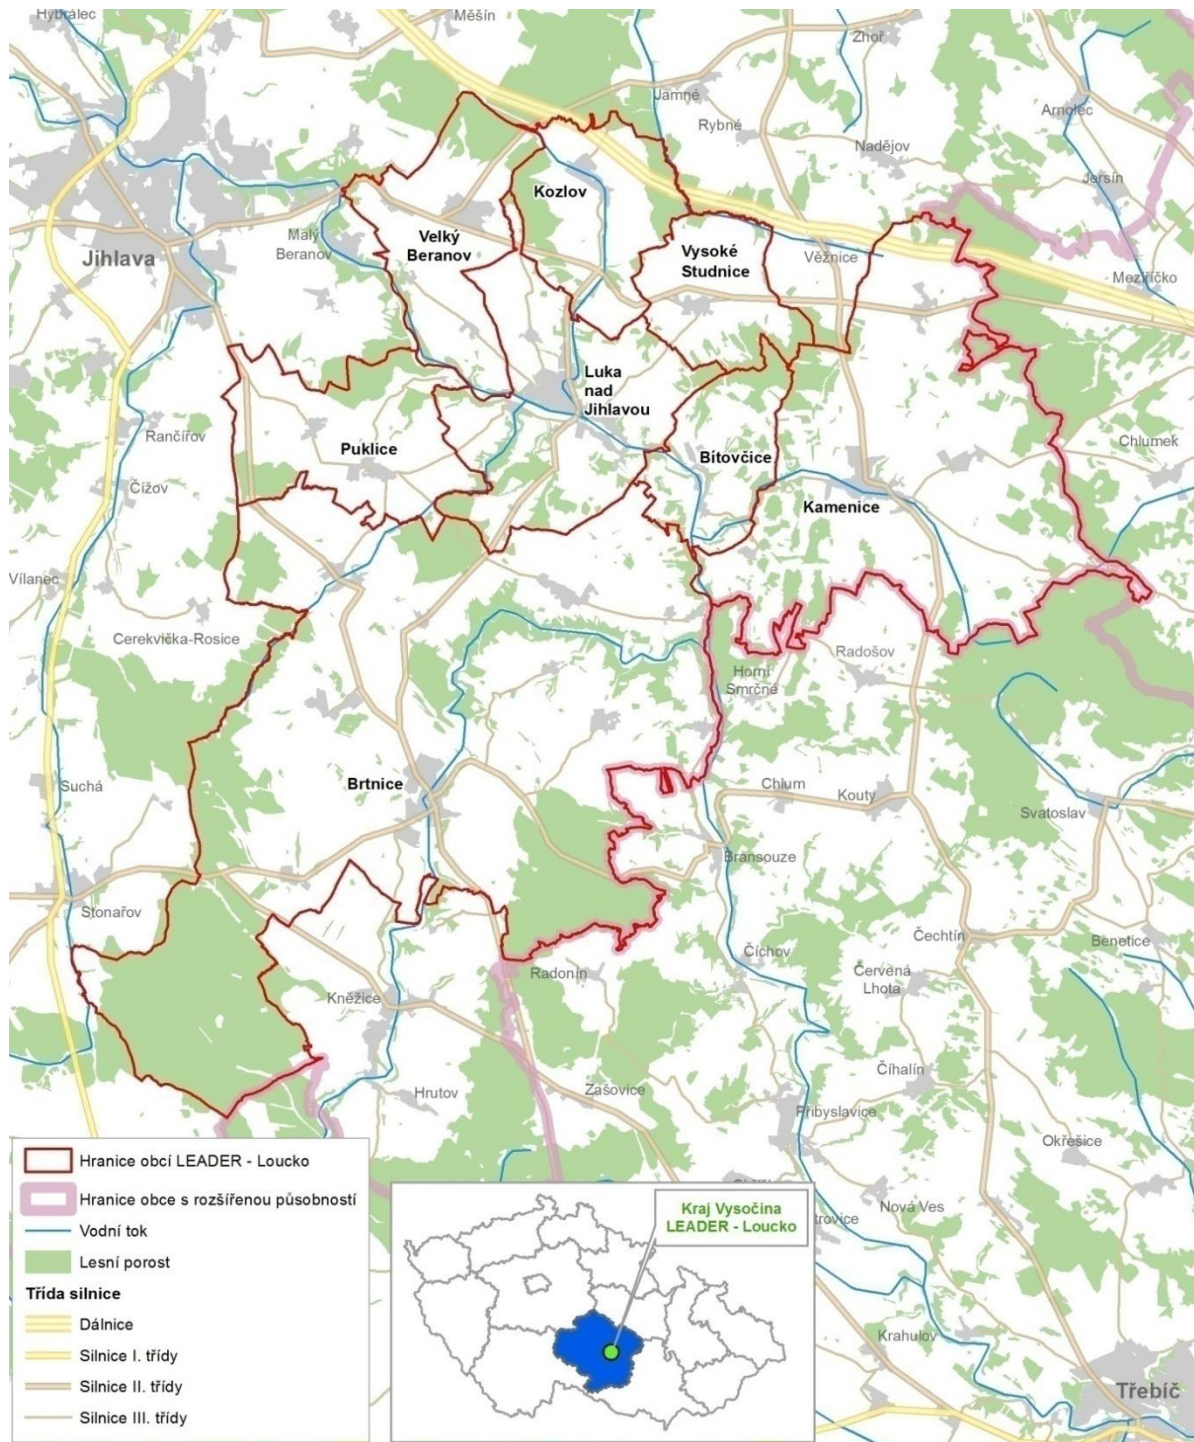 Hybrálec
Měšín
Zhoř
Jamné
Rybné
Arnolec
Nadějov
Jersín
Kozlov
Velký
Beranov
Malý
Beranov
Jihlava
Vysoké
Studnice
Věžnice
Meziříčko
Luka
nad
Jihlavou
Rančířov
Puklice
Bítovčice
Chlumek
Čížov
Kamenice
Vílanec
Cerekvička-Rosice
Radošov
Horní
Smrčné
Suchá
Brtnice
Chlum
Kouty
Svatoslav
Bransouze
Stonařov
Čechtín
Benetice
Číchov
Radonín
Červená
Lhota
Kněžice
Číhalín
Hrutov
Zašovice
Přibyslavice
Okřešice
Nová Ves
Krahulov
Třebíč
Hranice obcí LEADER - Loucko
Hranice obce s rozšířenou působností
Vodní tok
Lesní porost
Třída silnice
Dálnice
Silnice I. třídy
Silnice II. třídy
Silnice III. třídy
Kraj Vysočina
LEADER - Loucko